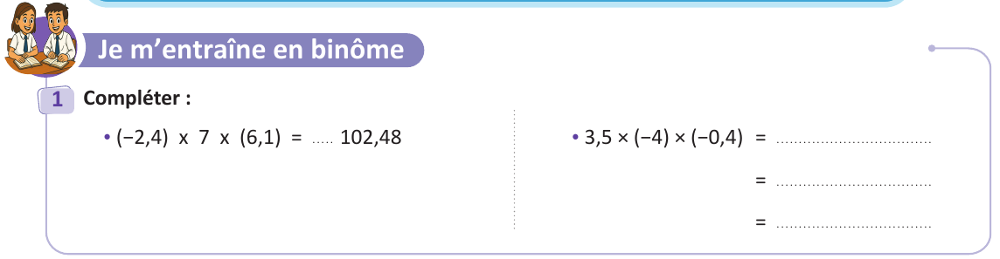 Je m’entraîne en binôme
1 Compléter :
• (−2,4) x 7 x (6,1) = ..... 102,48
• 3,5 × (−4) × (−0,4) = ...................................
= ...................................
= ...................................